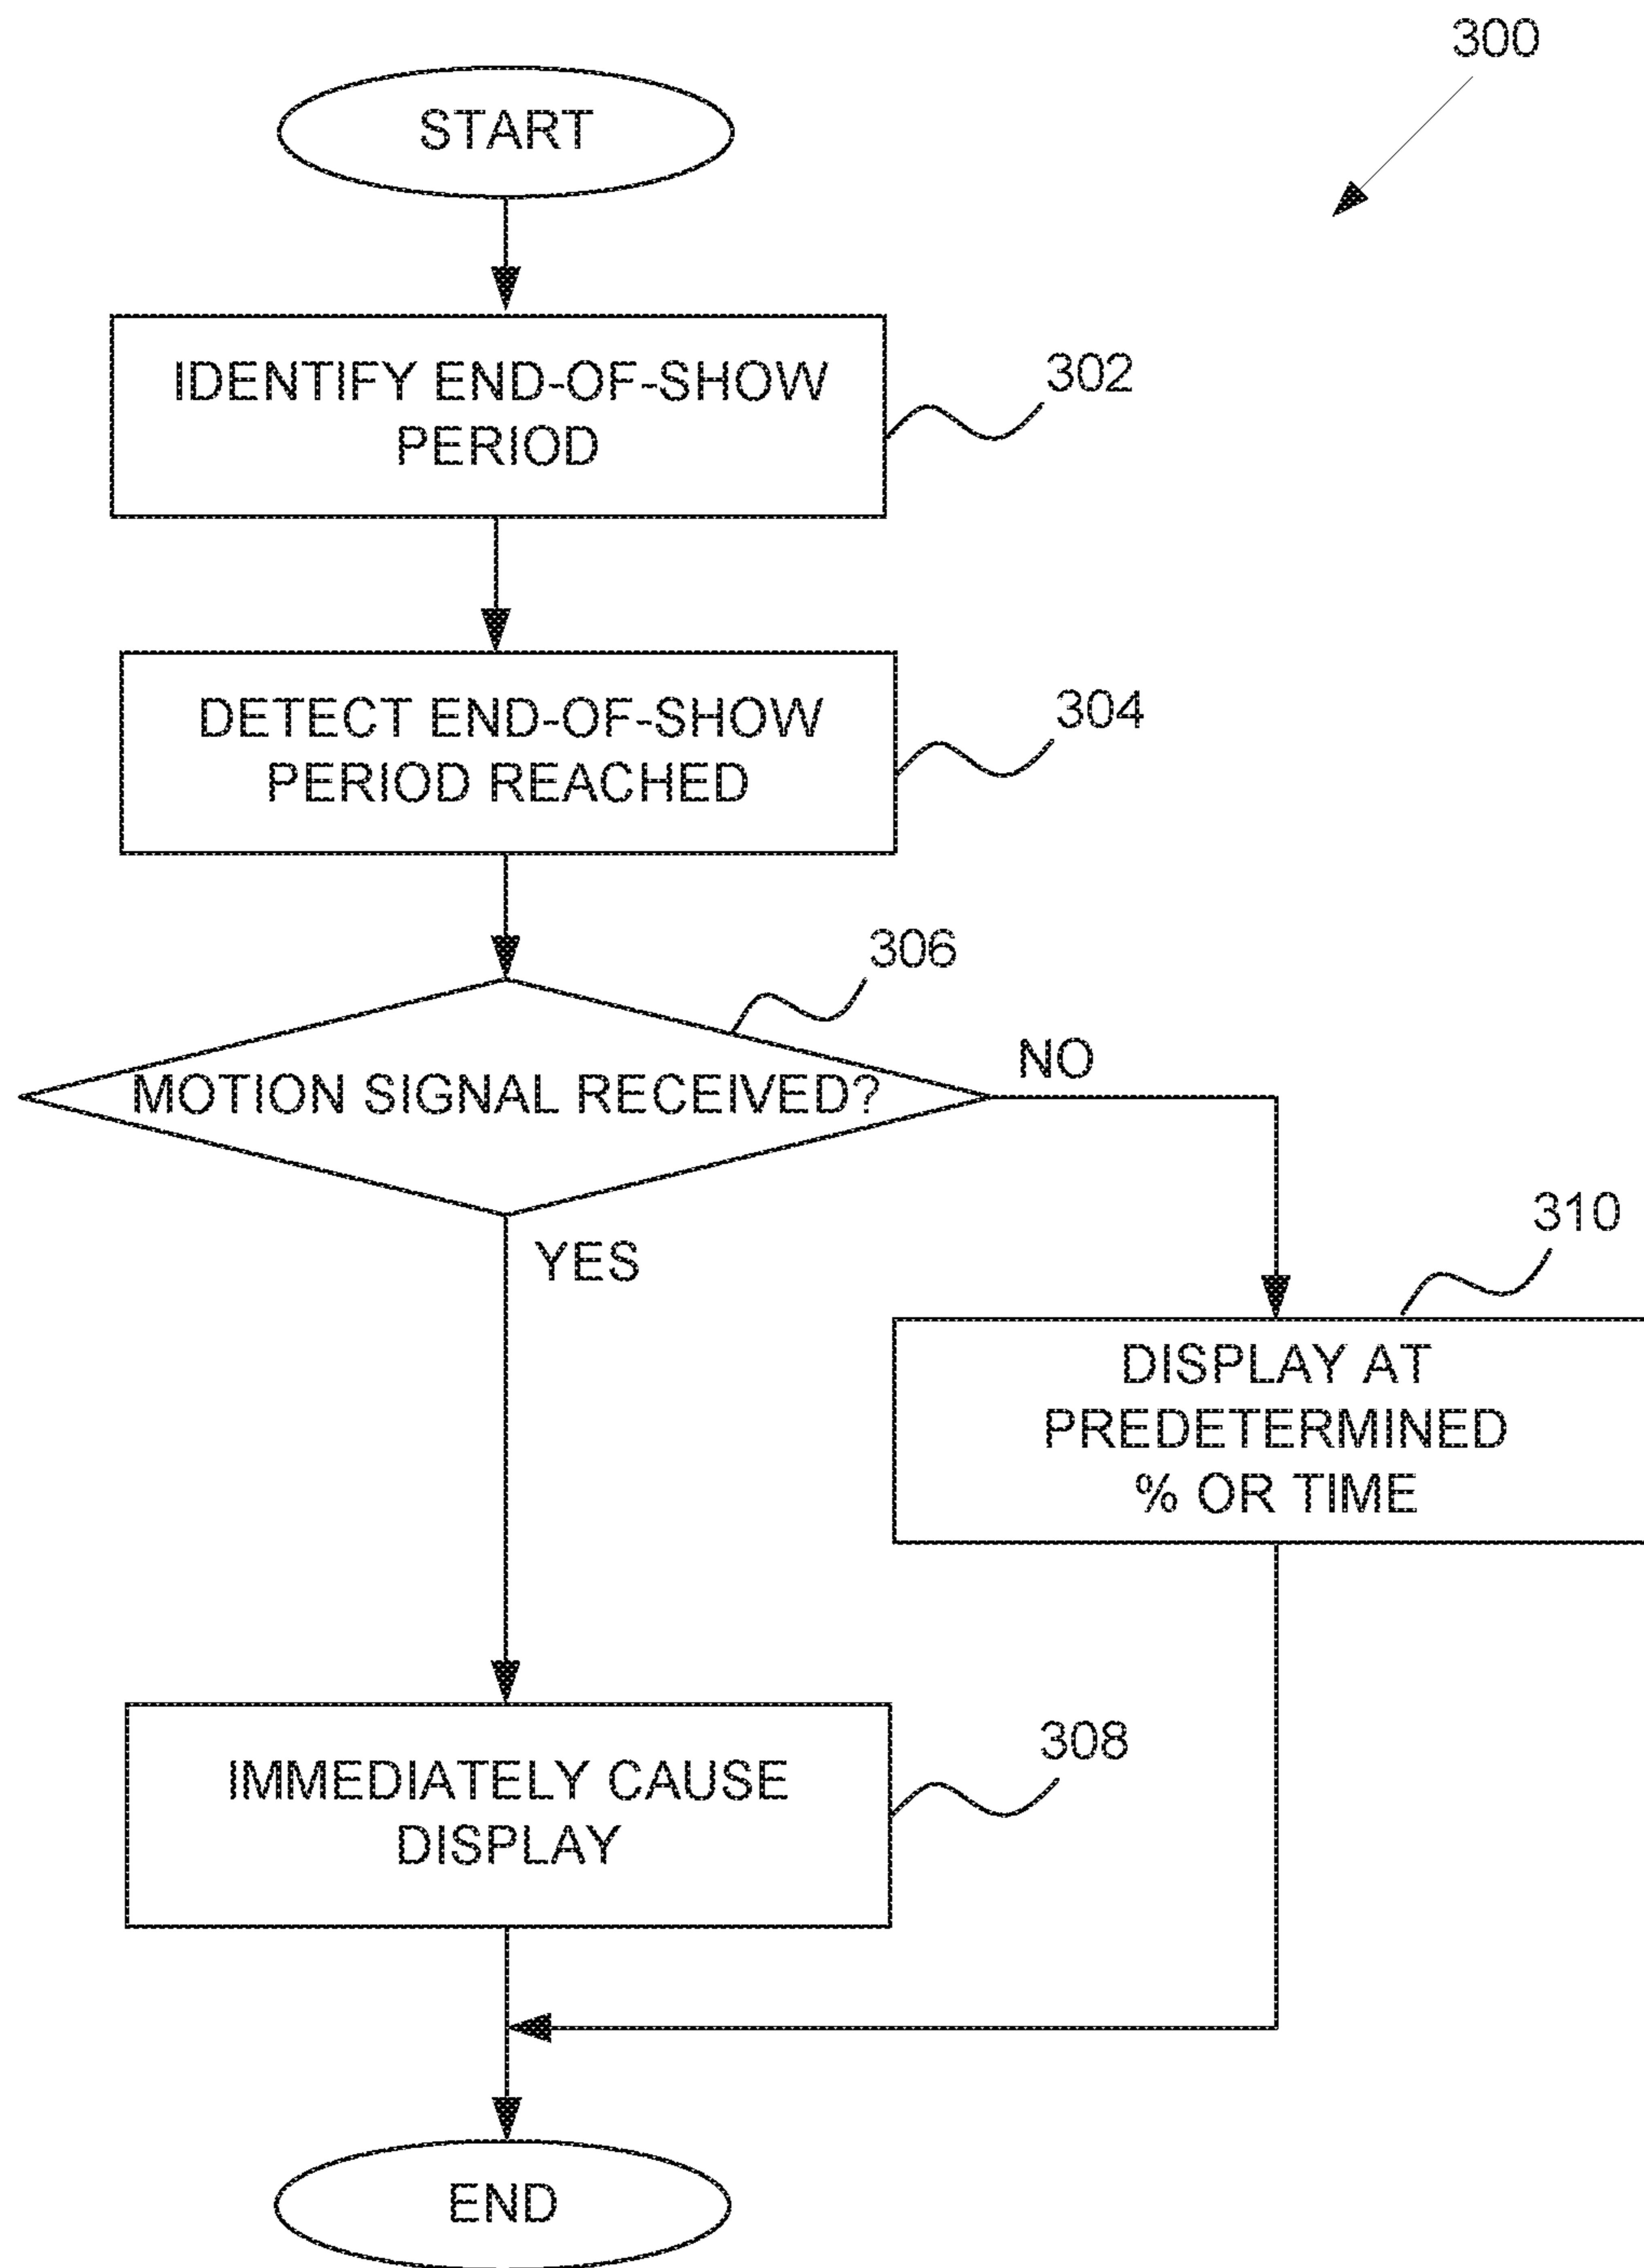 300
START
IDENTIFY END-OF-SHOW
PERIOD
302
DETECT END-OF-SHOW
PERIOD REACHED
304
306
MOTION SIGNAL RECEIVED?
NO
YES
310
DISPLAY AT
PREDETERMINED
% OR TIME
IMMEDIATELY CAUSE
DISPLAY
308
END